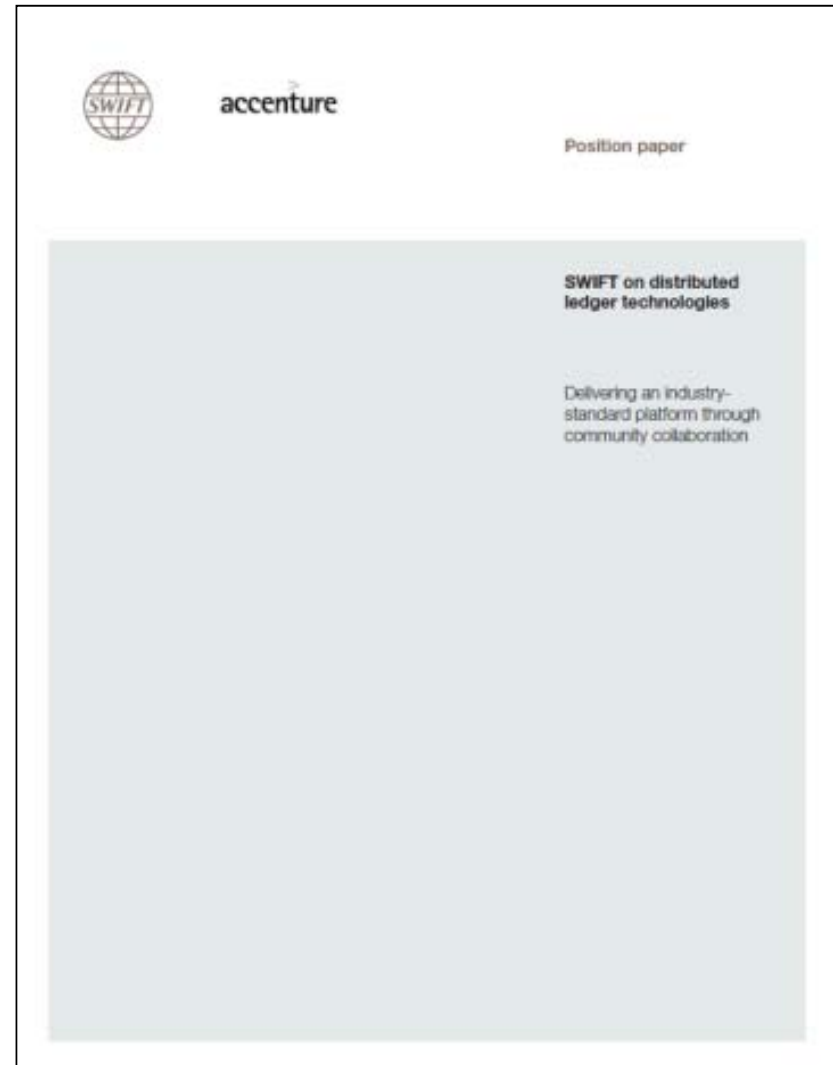 SWIFT
accenture
Position paper
SWIFT on distributed
ledger technologies
Delivering an industry-
standard platform through
community collaboration